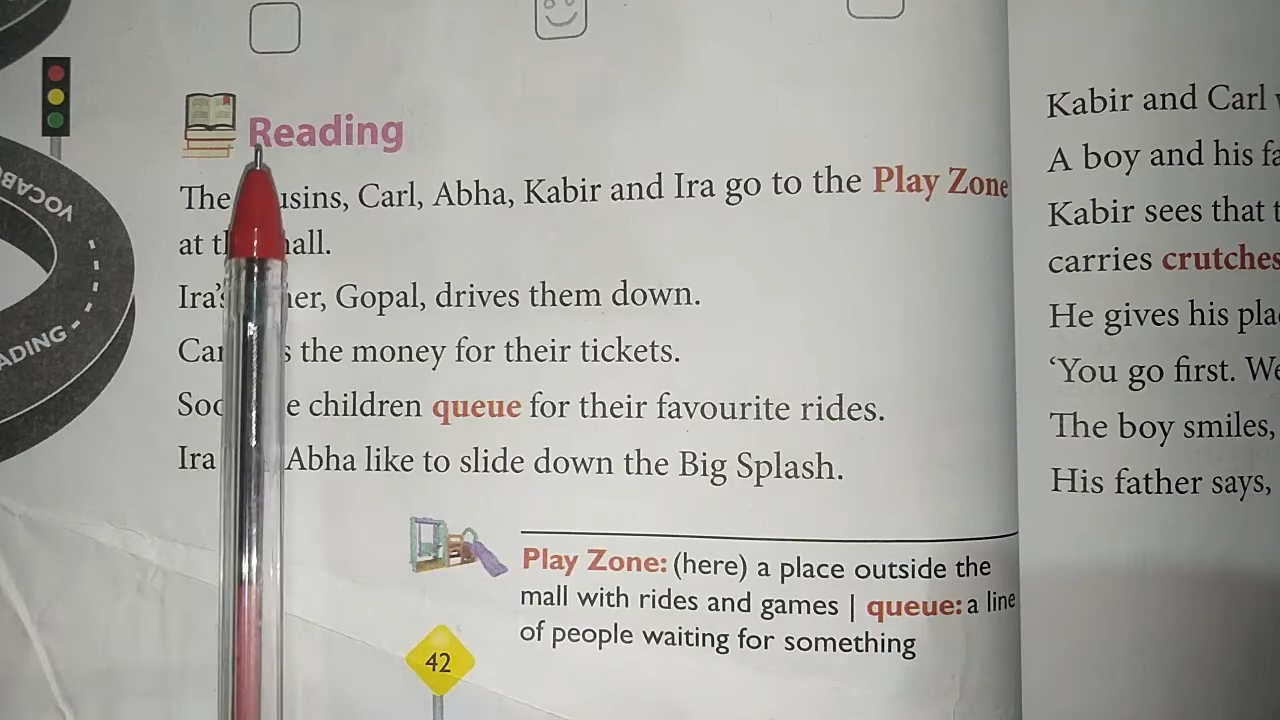 Reading
The usins, Carl, Abha, Kabir and Ira go to the Play Zone
at th all.
Ira's er, Gopal, drives them down.
Car s the money for their tickets.
Soo e children queue for their favourite rides.
Ira Abha like to slide down the Big Splash.
Play Zone: (here) a place outside the
mall with rides and games | queue: a line
of people waiting for something
42
VOCABU
ADING
Kabir and Carl
A boy and his fa
Kabir sees that t
carries crutches
He gives his pla
‘You go first. We
The boy smiles,
His father says,